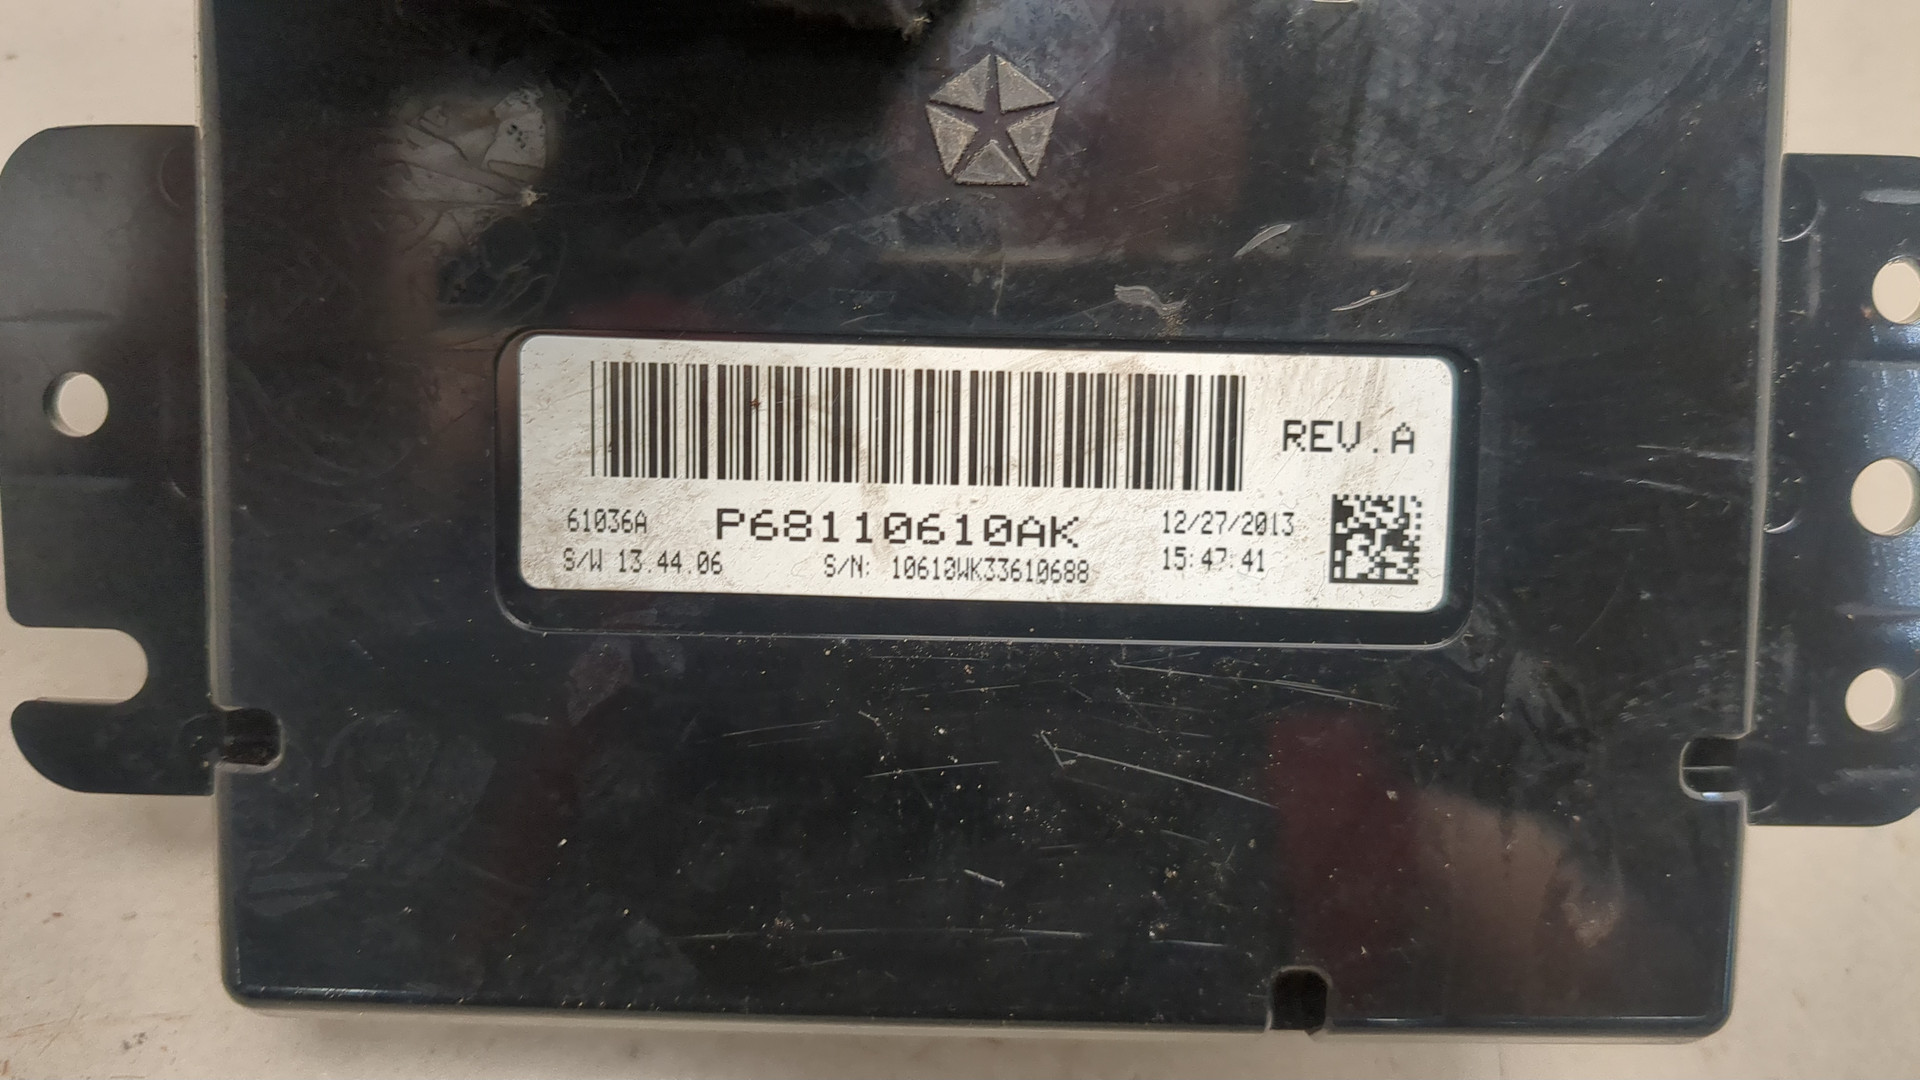 REV.A
61036A P68110610AK 12/27/2013
S/W 13.44.06 S/N: 10610WK33610688 15:47:41